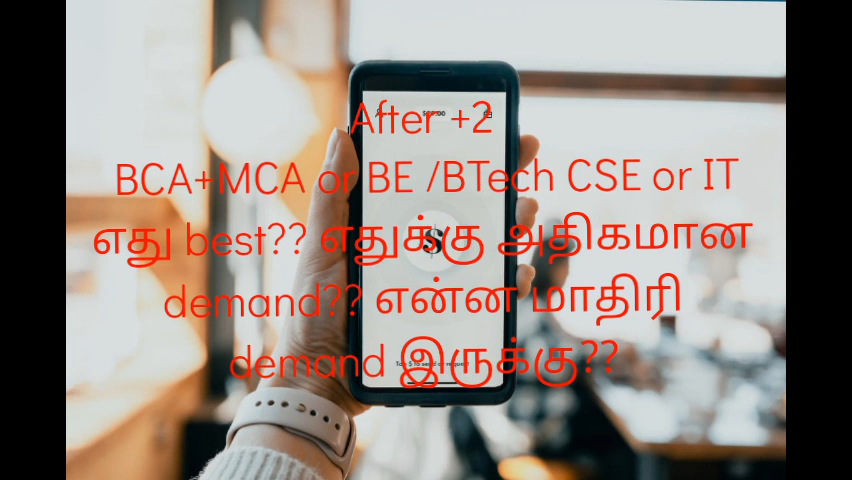 After +2
BCA+MCA or BE /BTech CSE or IT
எது best?? எதுக்கு அதிகமான
demand?? என்ன மாதிரி
demand இருக்கு??
$